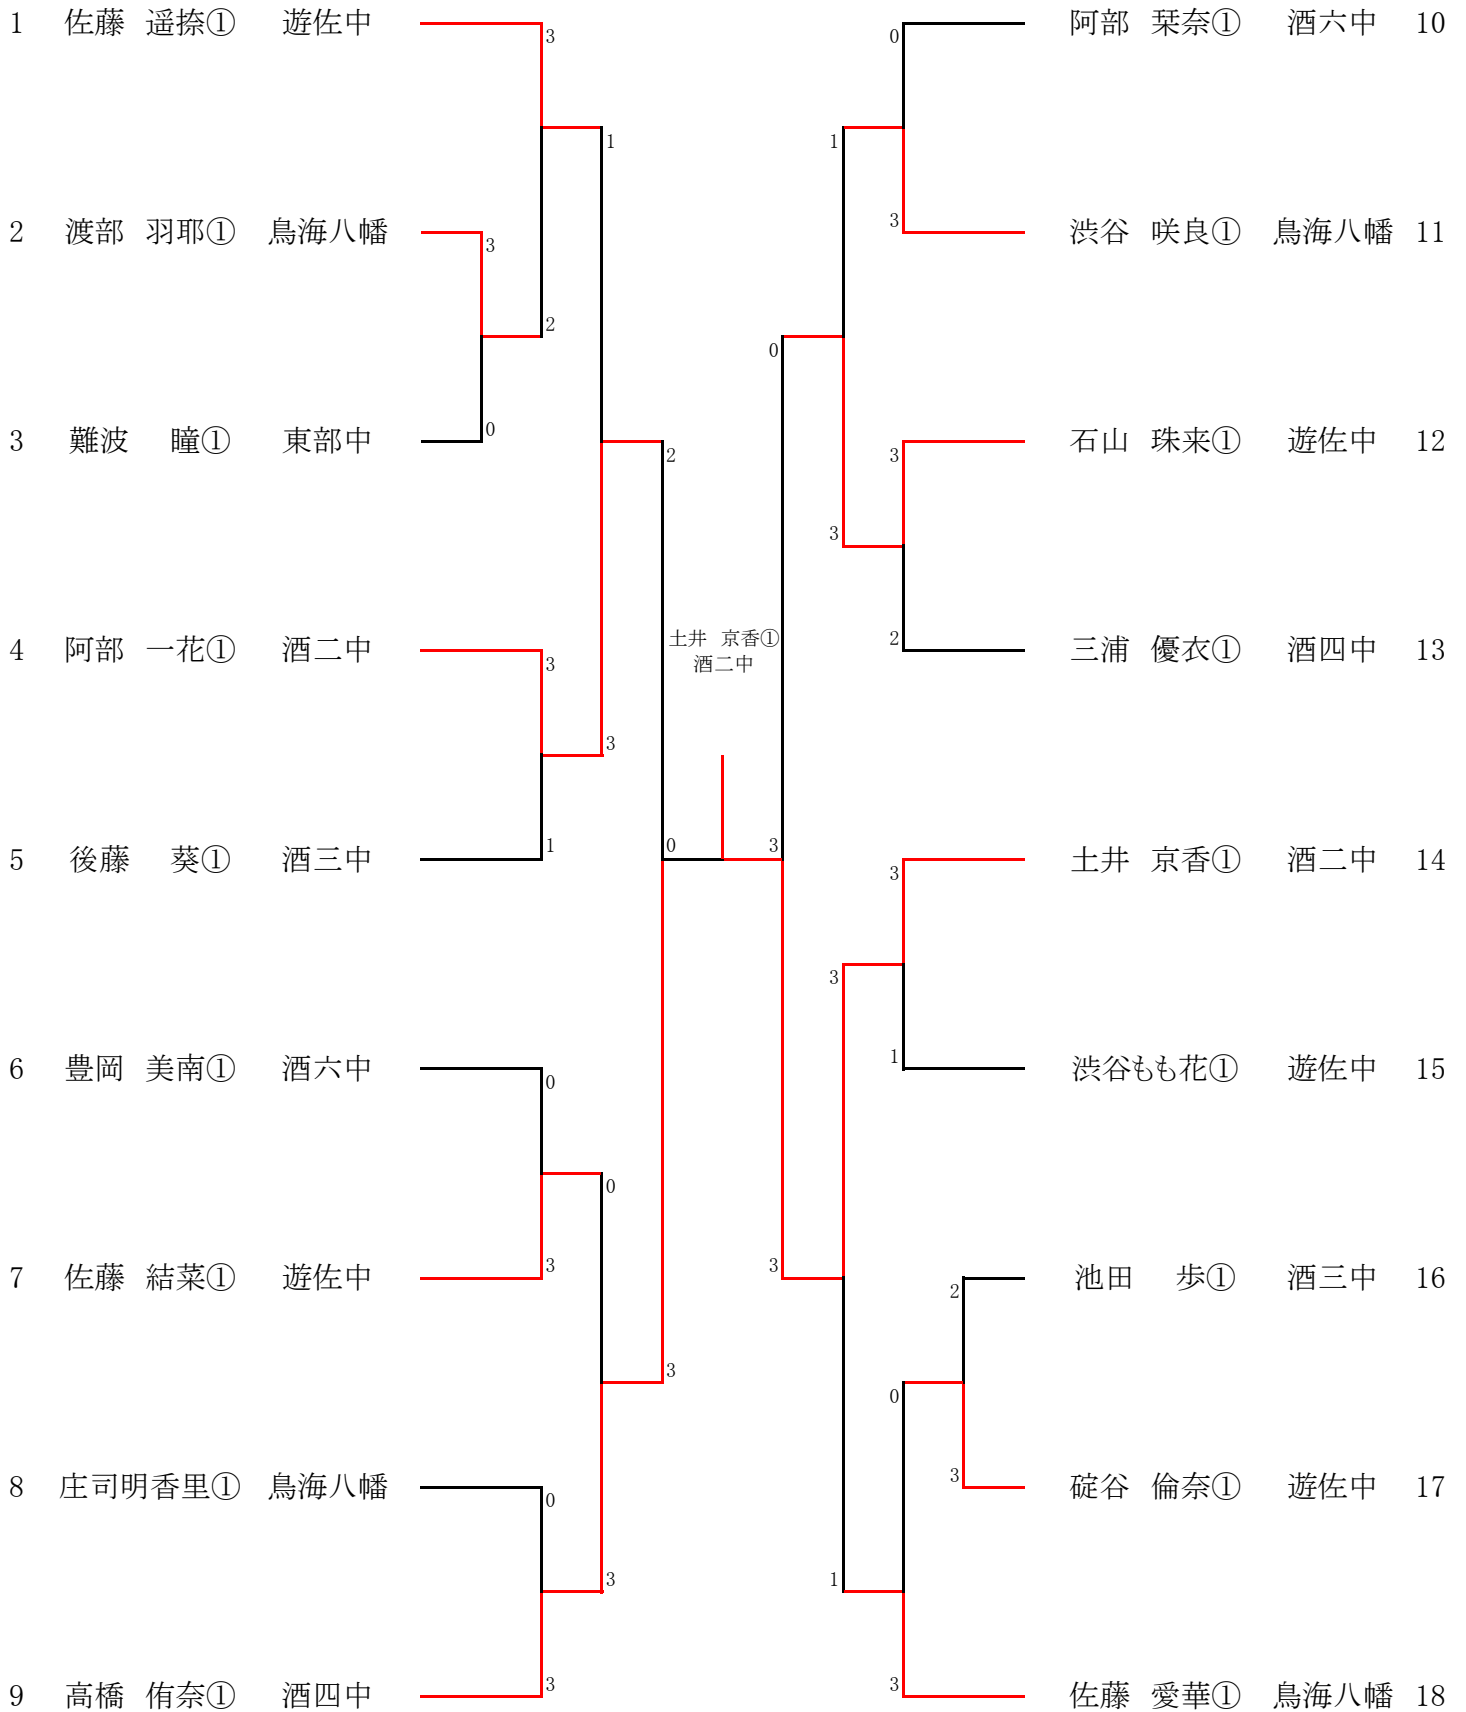 1 佐藤 遥捺① 遊佐中
3
1
2 渡部 羽耶① 鳥海八幡
3
2
3 難波 瞳① 東部中
0
2
4 阿部 一花① 酒二中
3
3
5 後藤 葵① 酒三中
1
0
6 豊岡 美南① 酒六中
0
0
7 佐藤 結菜① 遊佐中
3
3
8 庄司明香里① 鳥海八幡
0
3
9 高橋 侑奈① 酒四中
3
土井 京香①
酒二中
阿部 栞奈① 酒六中 10
0
1
渋谷 咲良① 鳥海八幡 11
3
0
石山 珠来① 遊佐中 12
3
3
三浦 優衣① 酒四中 13
2
3
土井 京香① 酒二中 14
3
3
渋谷もも花① 遊佐中 15
1
3
池田 歩① 酒三中 16
2
0
碇谷 倫奈① 遊佐中 17
3
1
佐藤 愛華① 鳥海八幡 18
3